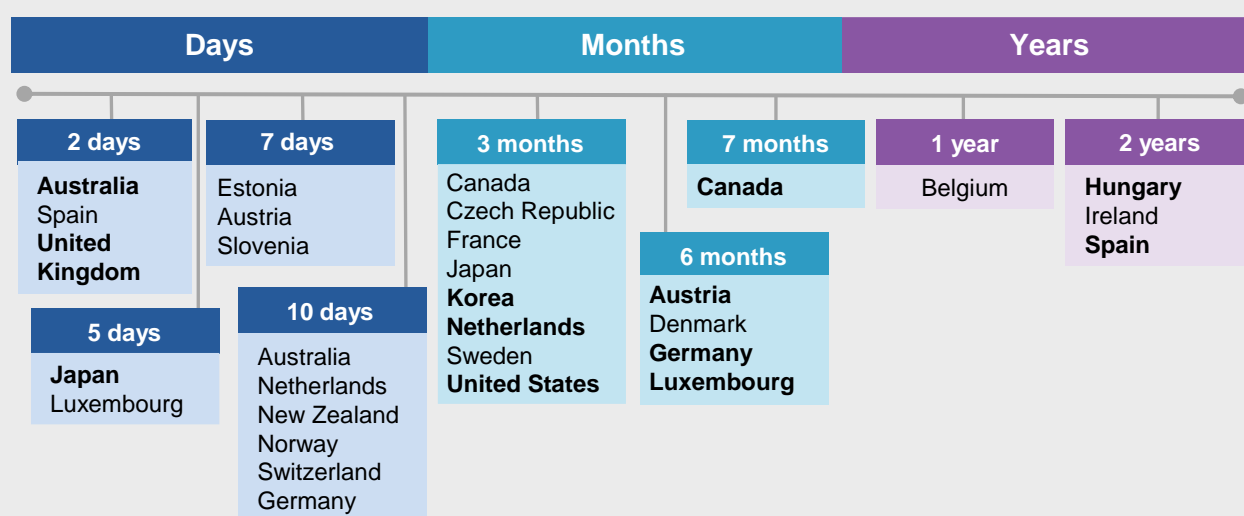 Days
Months
Years
2 days
Australia
Spain
United
Kingdom
5 days
Japan
Luxembourg
7 days
Estonia
Austria
Slovenia
10 days
Australia
Netherlands
New Zealand
Norway
Switzerland
Germany
3 months
Canada
Czech Republic
France
Japan
Korea
Netherlands
Sweden
United States
6 months
Austria
Denmark
Germany
Luxembourg
7 months
Canada
1 year
Belgium
2 years
Hungary
Ireland
Spain